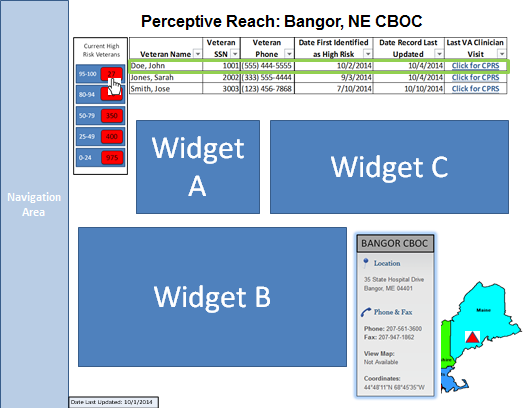 Perceptive Reach: Bangor, NE CBOC
Current High
Risk Veterans
95-100
80-94
50-79 350
25-49 400
0-24 575
Veteran Name Veteran SSN Veteran Phone Date First Identified as High Risk Date Record Last Updated Last VA Clinician Visit
Doe, John 1001 (555) 444-5555 10/2/2014 10/4/2014 Click for CPRS
Jones, Sarah 2002 (333) 555-4444 9/3/2014 10/4/2014 Click for CPRS
Smith, Jose 3003 (123) 456-7868 7/10/2014 10/10/2014 Click for CPRS
Navigation
Area
Widget
A
Widget C
Widget B
BANGOR CBOC
Location
35 State Hospital Drive
Bangor, ME 04401
Phone & Fax
Phone: 207-561-3600
Fax: 207-947-1862
View Map:
Not Available
Coordinates:
44°48'11"N 68°45'35"W
Maine
Date Last Updated: 10/1/2014